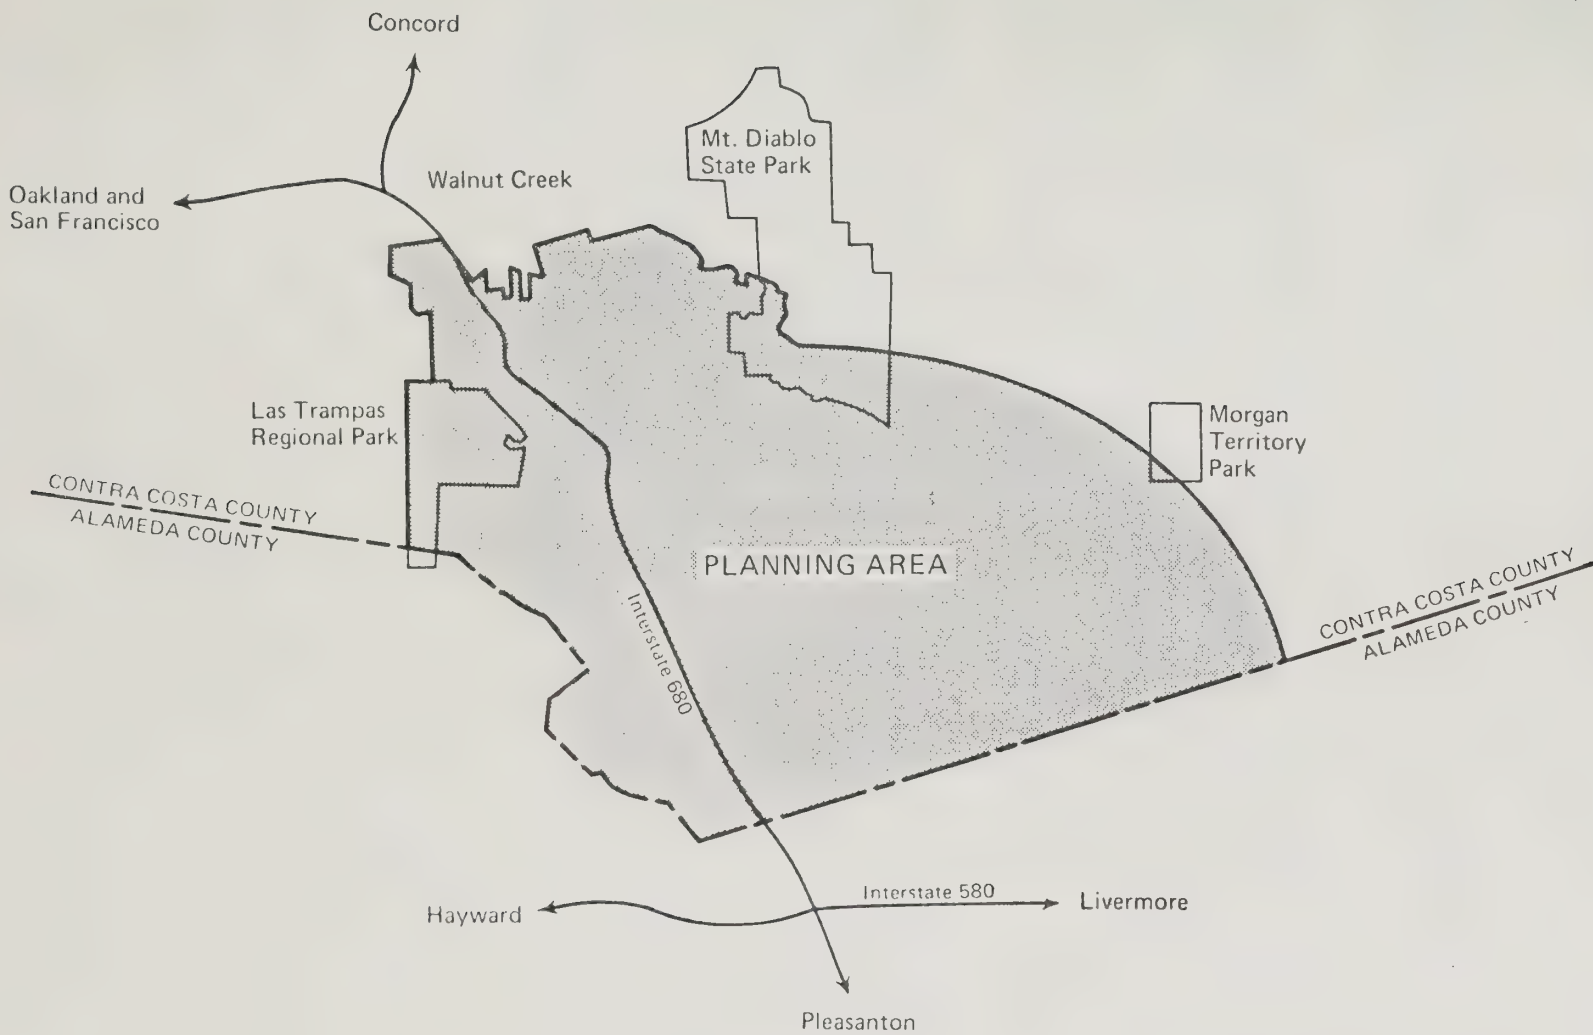 Concord
Mt. Diablo
State Park
Walnut Creek
Oakland and
San Francisco
Las Trampas
Regional Park
Morgan
Territory
Park
CONTRA COSTA COUNTY
ALAMEDA COUNTY
PLANNING AREA
Interstate 680
CONTRA COSTA COUNTY
ALAMEDA COUNTY
Interstate 580
Hayward
Livermore
Pleasanton